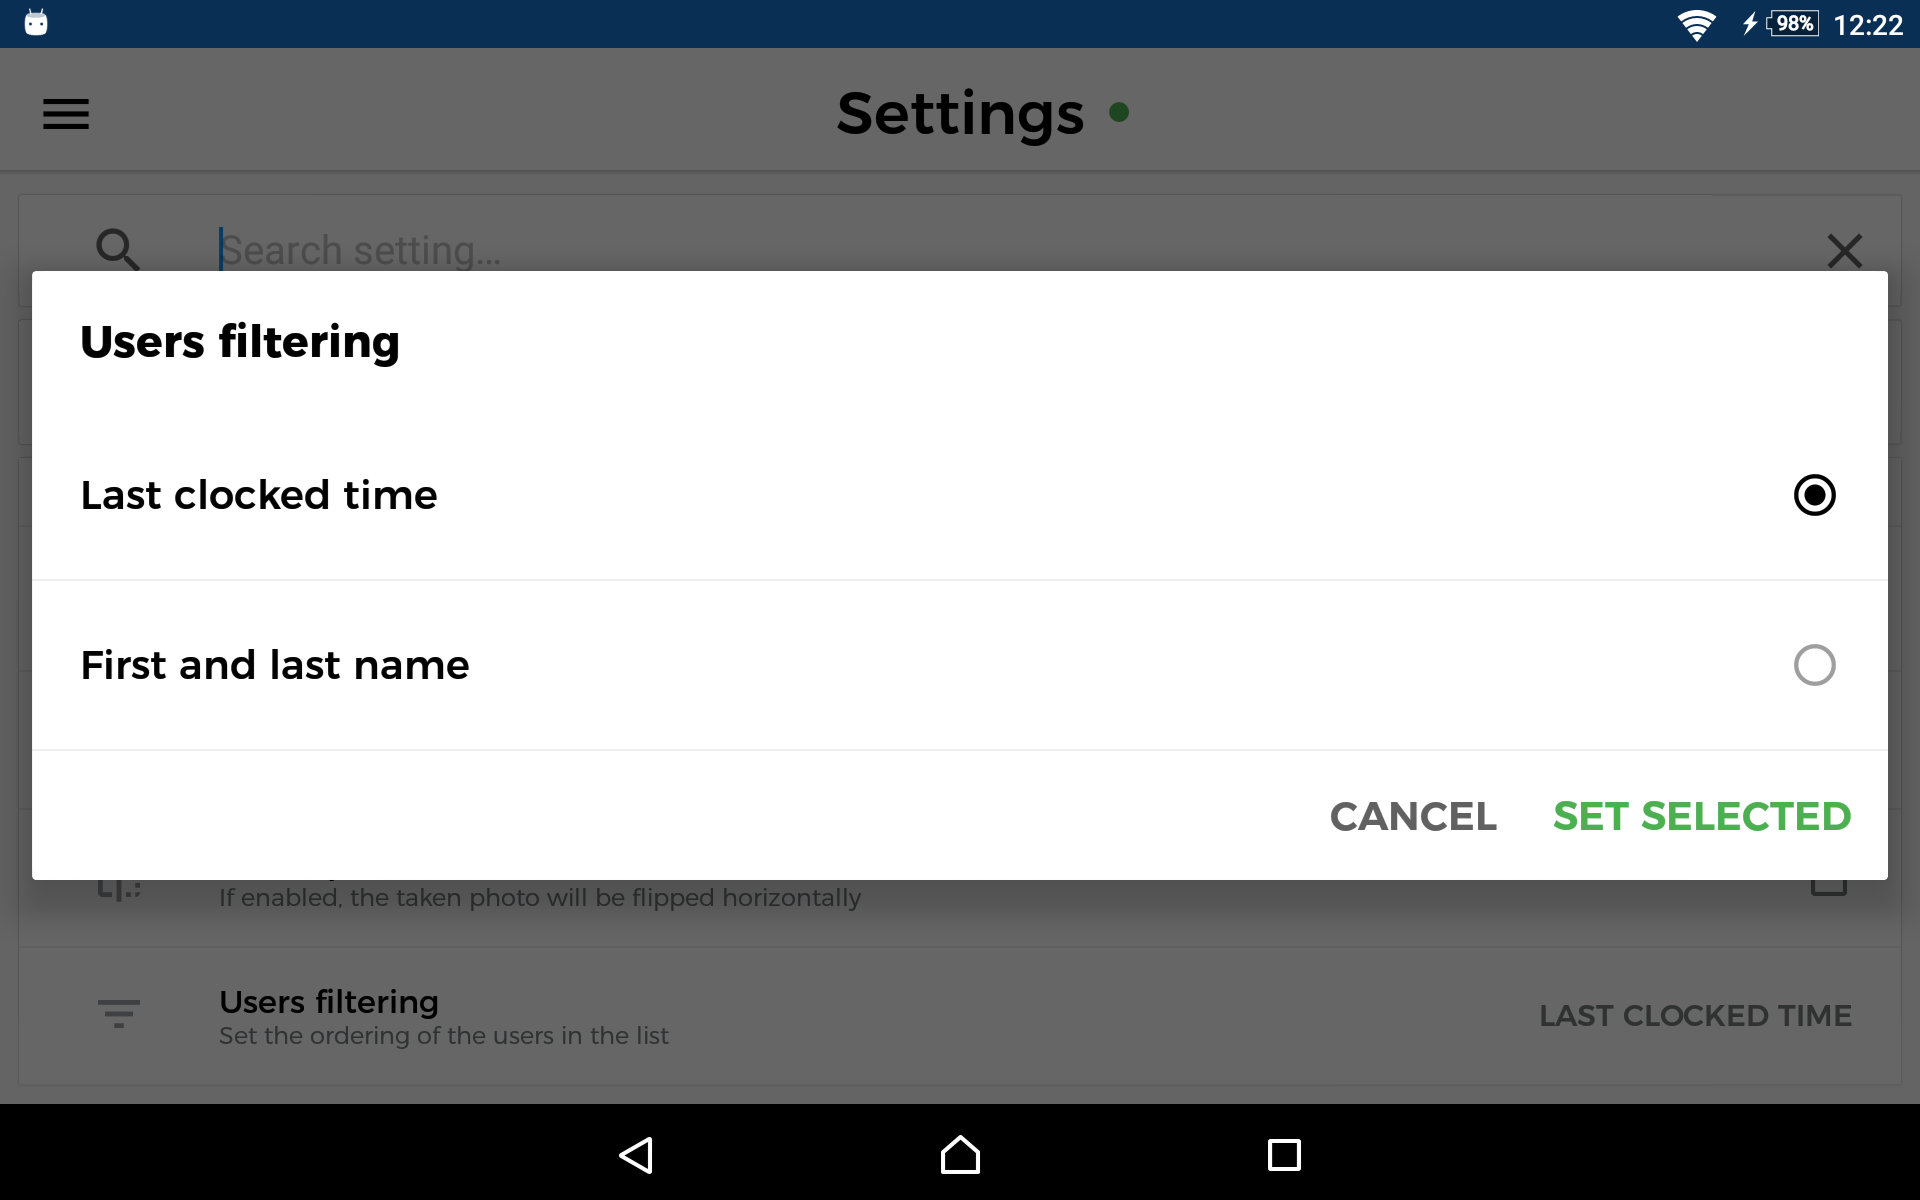 98% 12:22
Settings
Search setting...
Users filtering
Last clocked time
First and last name
CANCEL SET SELECTED
If enabled, the taken photo will be flipped horizontally
Users filtering
Set the ordering of the users in the list
LAST CLOCKED TIME